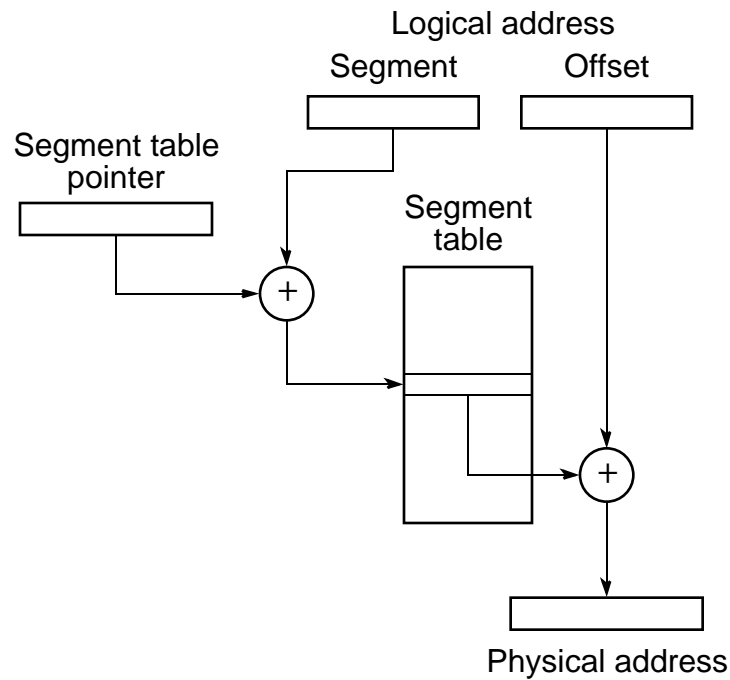 Logical address
Segment
Offset
Segment table
pointer
Segment
table
+
+
Physical address